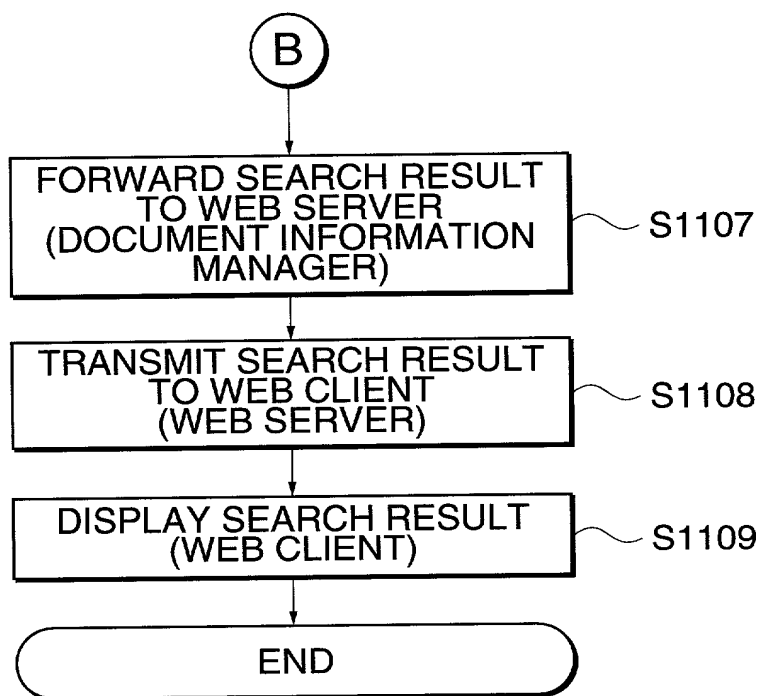 B
FORWARD SEARCH RESULT
TO WEB SERVER
(DOCUMENT INFORMATION
MANAGER)
S1107
TRANSMIT SEARCH RESULT
TO WEB CLIENT
(WEB SERVER)
S1108
DISPLAY SEARCH RESULT
(WEB CLIENT)
S1109
END